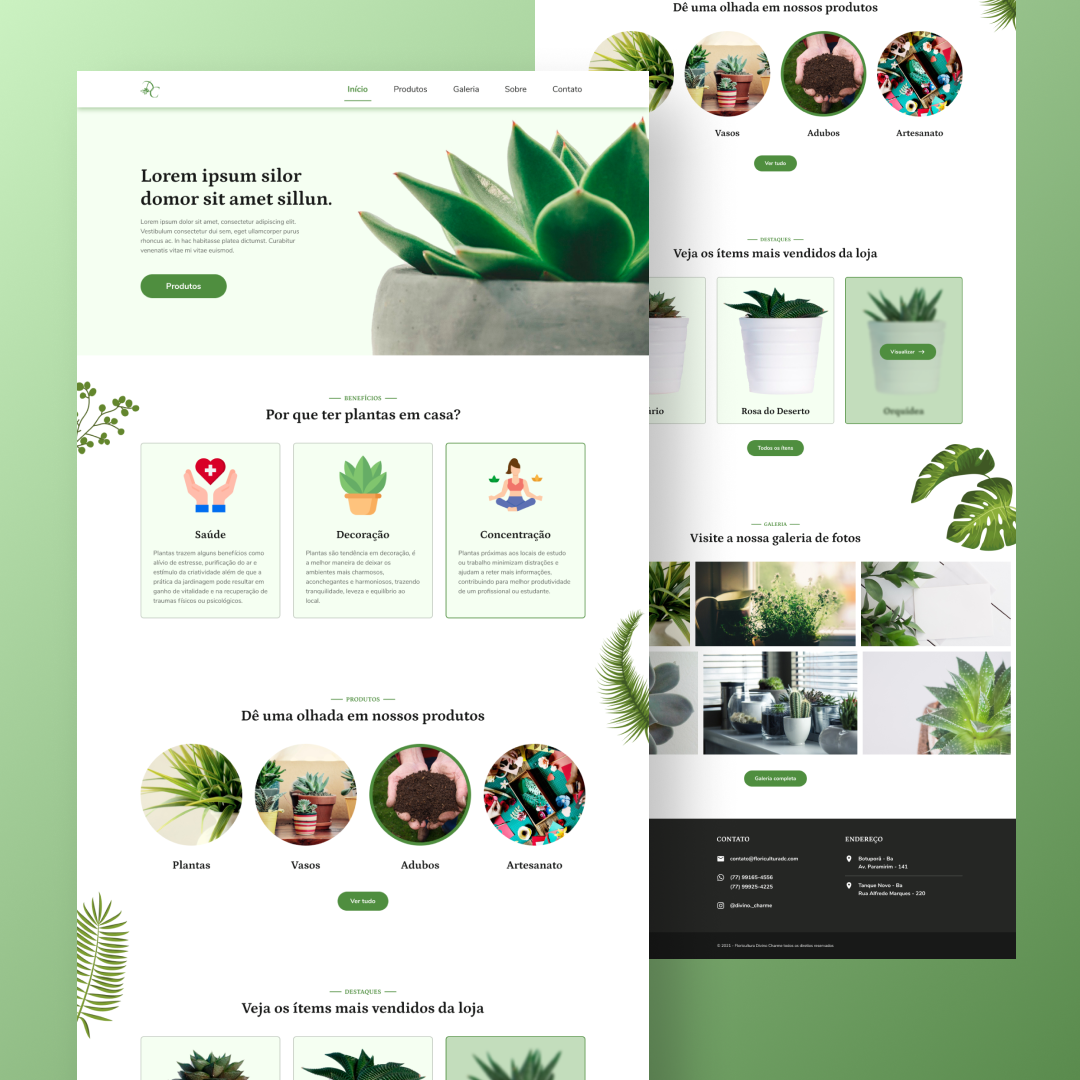 DC
Início
Produtos
Galeria
Sobre
Contato
Lorem ipsum silor
domor sit amet sillun.
Lorem ipsum dolor sit amet, consectetur adipiscing elit.
Vestibulum consectetur dui sem, eget ullamcorper purus
rhoncus ac. In hac habitasse platea dictumst. Curabitur
venenatis vitae mi vitae euismod.
Produtos
BENEFÍCIOS
Por que ter plantas em casa?
Saúde
Plantas trazem alguns benefícios como
alívio de estresse, purificação do ar e
estímulo da criatividade além de que a
prática da jardinagem pode resultar em
ganho de vitalidade e na recuperação de
traumas físicos ou psicológicos.
Decoração
Plantas são tendência em decoração, é
a melhor maneira de deixar os
ambientes mais charmosos,
aconchegantes e harmoniosos, trazendo
tranquilidade, leveza e equilíbrio ao
local.
Concentração
Plantas próximas aos locais de estudo
ou trabalho minimizam distrações e
ajudam a reter mais informações,
contribuindo para melhor produtividade
de um profissional ou estudante.
PRODUTOS
Dê uma olhada em nossos produtos
Plantas
Vasos
Adubos
Artesanato
Ver tudo
DESTAQUES
Veja os ítems mais vendidos da loja
Dê uma olhada em nossos produtos
Vasos
Adubos
Artesanato
Ver tudo
DESTAQUES
Veja os ítems mais vendidos da loja
Rosa do Deserto
Visualizar →
Orquídea
Todos os ítens
GALERIA
Visite a nossa galeria de fotos
Galeria completa
CONTATO
contato@floriculturadc.com
(77) 99165-4556
(77) 99925-4225
@divino._charme
ENDEREÇO
Botuporã - Ba
Av. Paramirim - 141
Tanque Novo - Ba
Rua Alfredo Marques - 220
© 2021 - Floricultura Divino Charme todos os direitos reservados